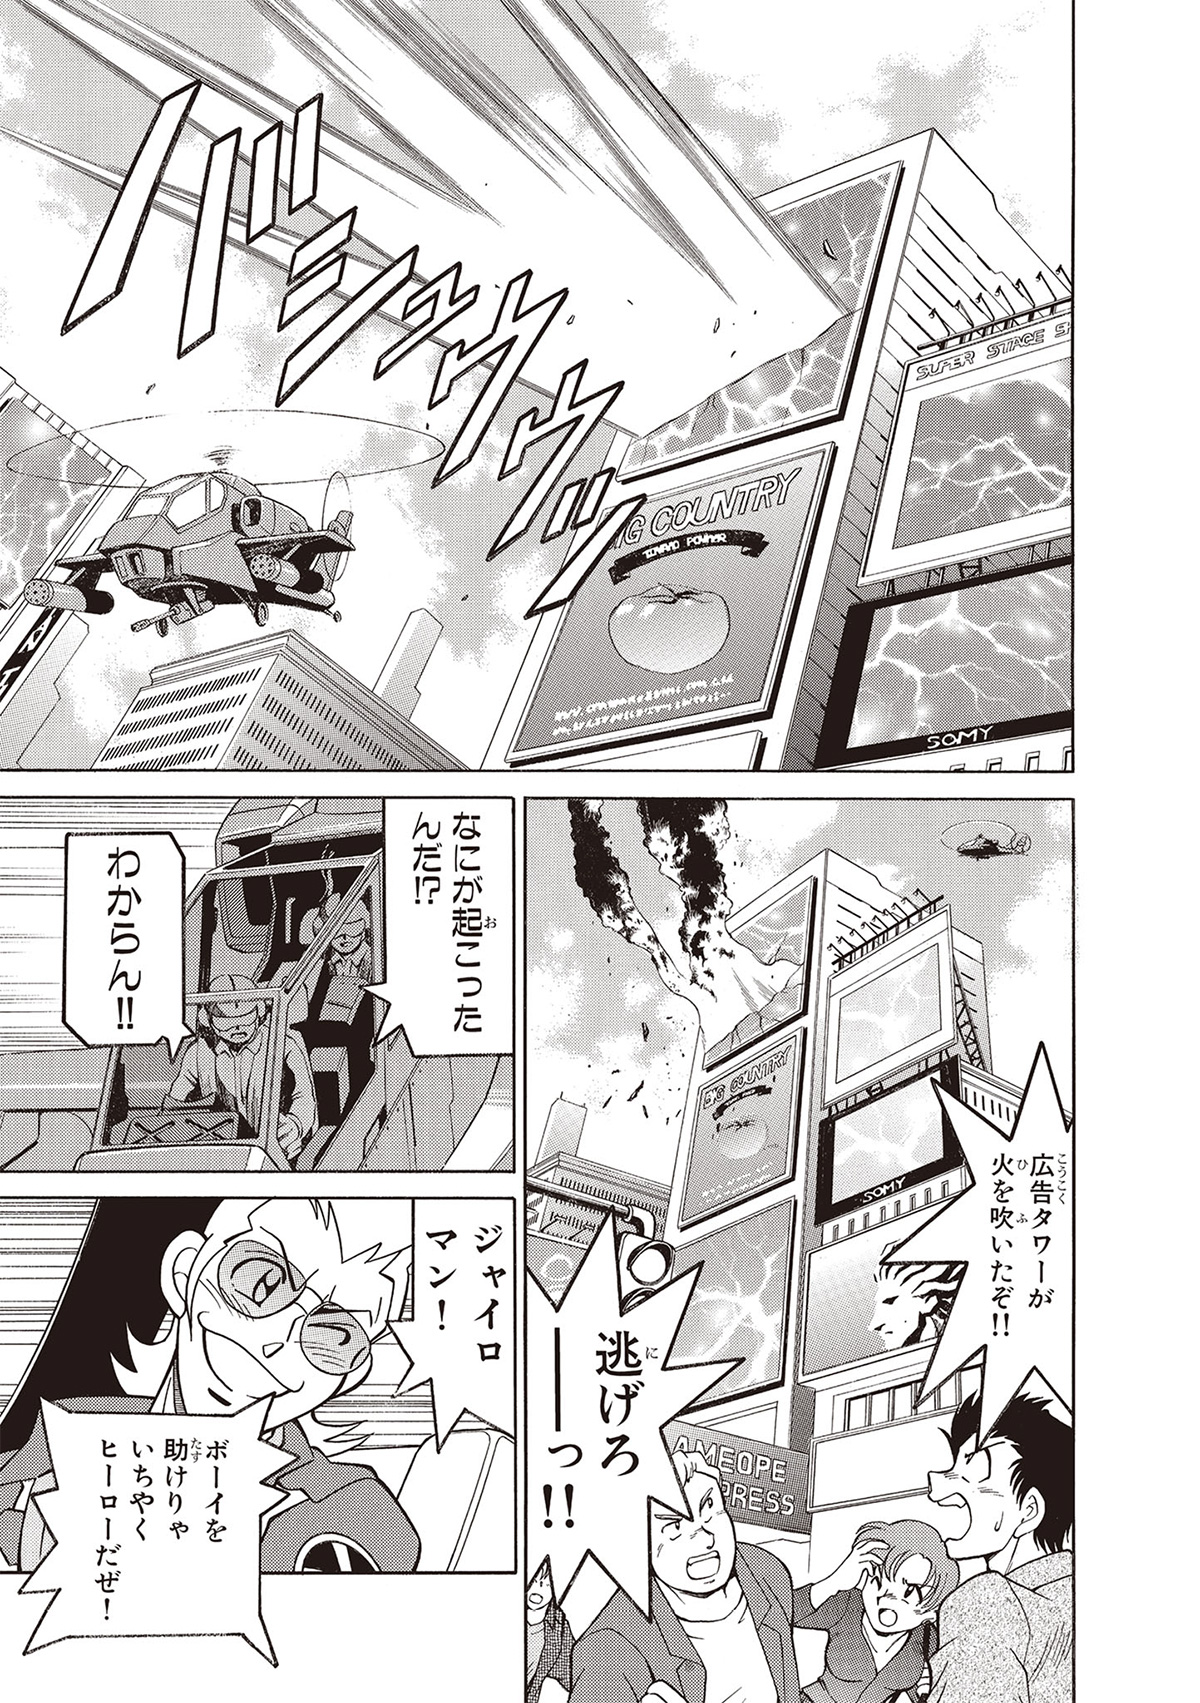 バババシュウウウッ
SUPER STAGE SH
BIG COUNTRY
SOMY
広告タワーが
火を吹いたぞ!!
逃げろ
ーっ!!
BIG COUNTRY
SOMY
AMEOPE
PRESS
なにが起こった
んだ!?
わからん!!
ジャイロ
マン!
ボーイを
助けりゃ
いちやく
ヒーローだぜ!